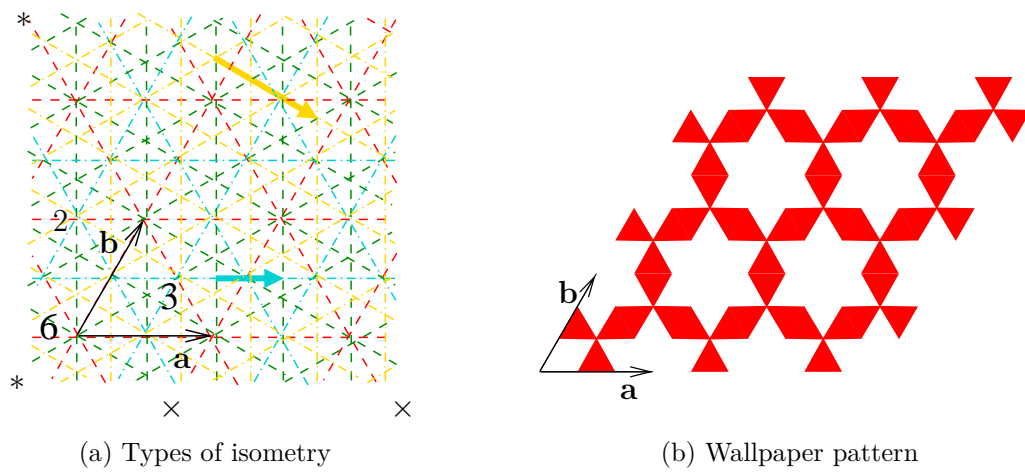 *
2
b
3
6
a
*
× ×
(a) Types of isometry
b
a
(b) Wallpaper pattern